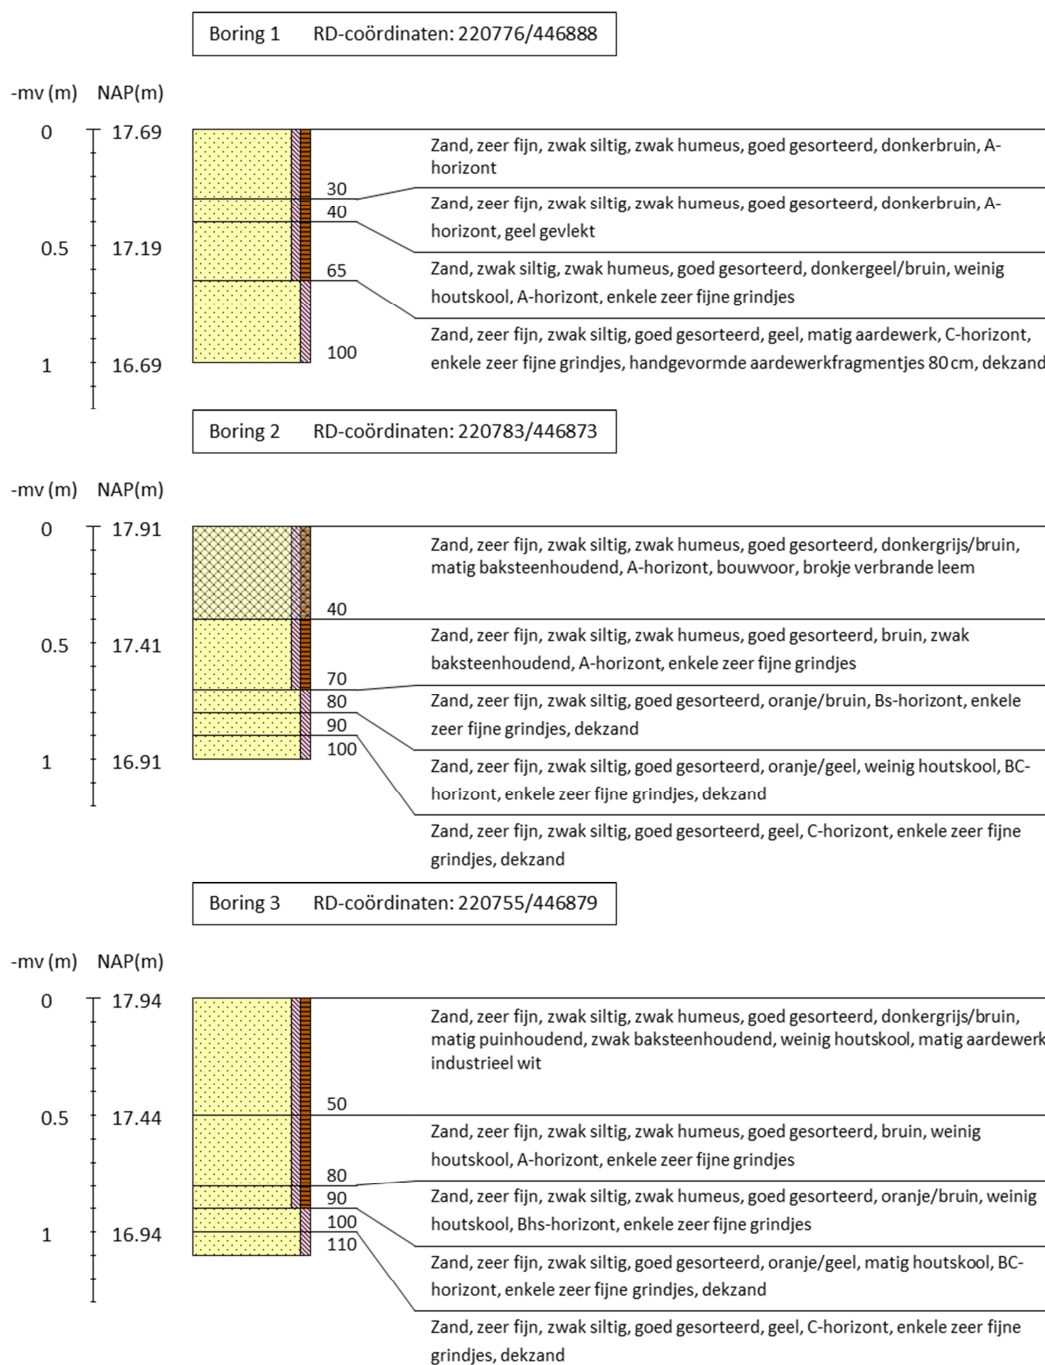 Boring 1 RD-coördinaten: 220776/446888
-mv (m) NAP(m)
0 17.69
Zand, zeer fijn, zwak siltig, zwak humeus, goed gesorteerd, donkerbruin, A-
horizont
30
Zand, zeer fijn, zwak siltig, zwak humeus, goed gesorteerd, donkerbruin, A-
horizont, geel gevlekt
40
0.5 17.19
Zand, zwak siltig, zwak humeus, goed gesorteerd, donkergeel/bruin, weinig
houtskool, A-horizont, enkele zeer fijne grindjes
65
Zand, zeer fijn, zwak siltig, goed gesorteerd, geel, matig aardewerk, C-horizont,
enkele zeer fijne grindjes, handgevormde aardewerkfragmentjes 80 cm, dekzand
100
1 16.69
Boring 2 RD-coördinaten: 220783/446873
-mv (m) NAP(m)
0 17.91
Zand, zeer fijn, zwak siltig, zwak humeus, goed gesorteerd, donkergrijs/bruin,
matig baksteenhoudend, A-horizont, bouwvoor, brokje verbrande leem
40
0.5 17.41
Zand, zeer fijn, zwak siltig, zwak humeus, goed gesorteerd, bruin, zwak
baksteenhoudend, A-horizont, enkele zeer fijne grindjes
70
Zand, zeer fijn, zwak siltig, goed gesorteerd, oranje/bruin, Bs-horizont, enkele
zeer fijne grindjes, dekzand
80
90
100
1 16.91
Zand, zeer fijn, zwak siltig, goed gesorteerd, oranje/geel, weinig houtskool, BC-
horizont, enkele zeer fijne grindjes, dekzand
Zand, zeer fijn, zwak siltig, goed gesorteerd, geel, C-horizont, enkele zeer fijne
grindjes, dekzand
Boring 3 RD-coördinaten: 220755/446879
-mv (m) NAP(m)
0 17.94
Zand, zeer fijn, zwak siltig, zwak humeus, goed gesorteerd, donkergrijs/bruin,
matig puinhoudend, zwak baksteenhoudend, weinig houtskool, matig aardewerk
industrieel wit
50
0.5 17.44
Zand, zeer fijn, zwak siltig, zwak humeus, goed gesorteerd, bruin, weinig
houtskool, A-horizont, enkele zeer fijne grindjes
80
Zand, zeer fijn, zwak siltig, zwak humeus, goed gesorteerd, oranje/bruin, weinig
houtskool, Bhs-horizont, enkele zeer fijne grindjes
90
100
1 16.94
110
Zand, zeer fijn, zwak siltig, goed gesorteerd, oranje/geel, matig houtskool, BC-
horizont, enkele zeer fijne grindjes, dekzand
Zand, zeer fijn, zwak siltig, goed gesorteerd, geel, C-horizont, enkele zeer fijne
grindjes, dekzand